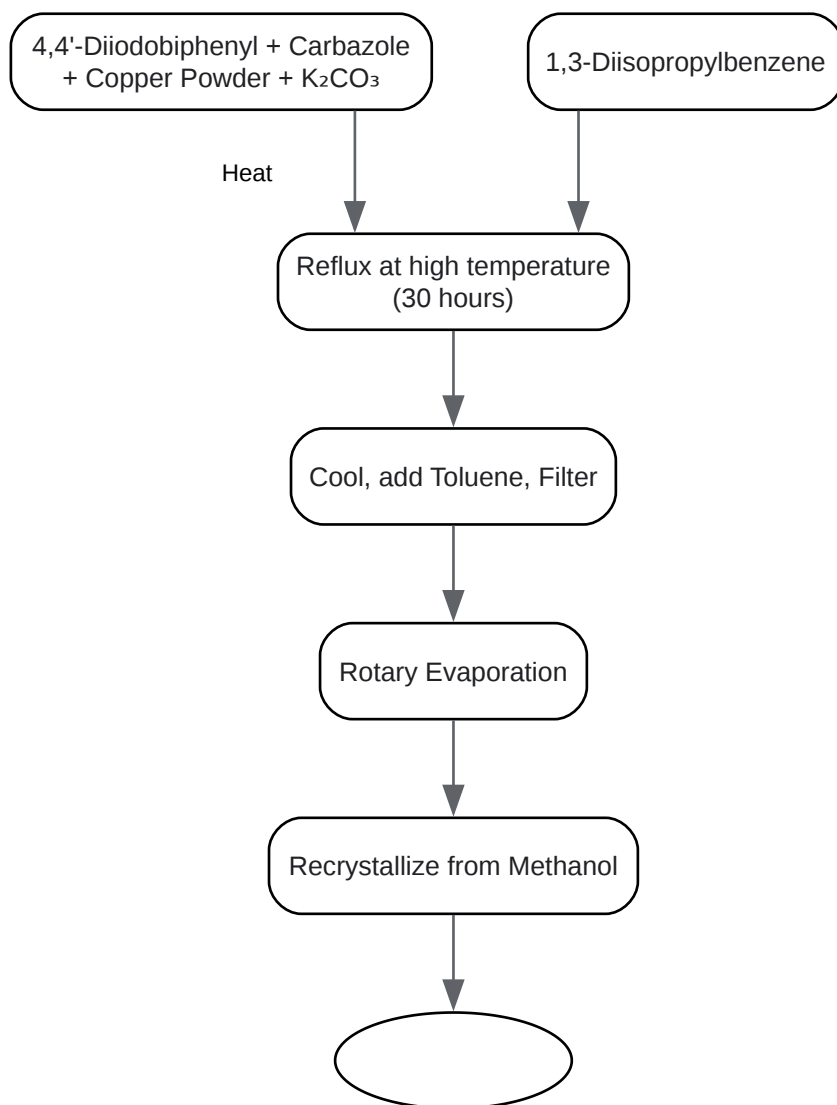 4,4'-Diiodobiphenyl + Carbazole
+ Copper Powder + K₂CO₃
1,3-Diisopropylbenzene
Heat
Reflux at high temperature
(30 hours)
Cool, add Toluene, Filter
Rotary Evaporation
Recrystallize from Methanol